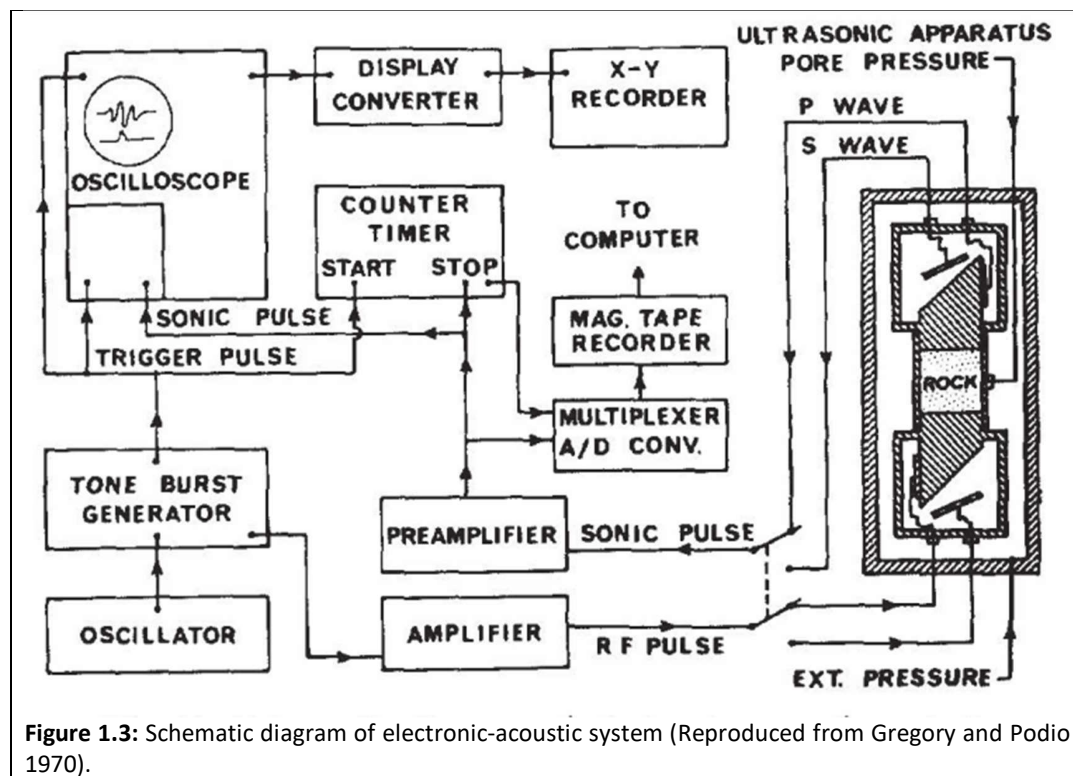 ULTRASONIC APPARATUS
PORE PRESSURE
P WAVE
S WAVE
DISPLAY
CONVERTER
X-Y
RECORDER
OSCILLOSCOPE
COUNTER
TIMER
START STOP
TO
COMPUTER
SONIC PULSE
TRIGGER PULSE
MAG. TAPE
RECORDER
ROCK
MULTIPLEXER
A/D CONV.
TONE BURST
GENERATOR
PREAMPLIFIER
SONIC PULSE
OSCILLATOR
AMPLIFIER
RF PULSE
EXT. PRESSURE
Figure 1.3: Schematic diagram of electronic-acoustic system (Reproduced from Gregory and Podio
1970).